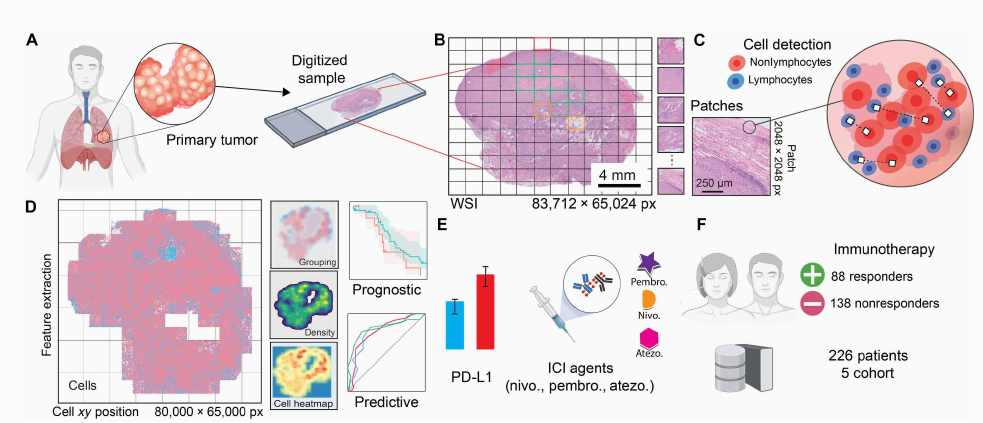 A
Primary tumor
Digitized
sample
B
WSI
4 mm
83,712 × 65,024 px
Patches
C
Cell detection
Nonlymphocytes
Lymphocytes
250 µm
Patch
2048 × 2048 px
D
Feature extraction
Cells
Cell xy position
80,000 × 65,000 px
Grouping
Density
Cell heatmap
Prognostic
Predictive
E
PD-L1
ICI agents
(nivo., pembro., atezo.)
Pembro.
Nivo.
Atezo.
F
Immunotherapy
88 responders
138 nonresponders
226 patients
5 cohort